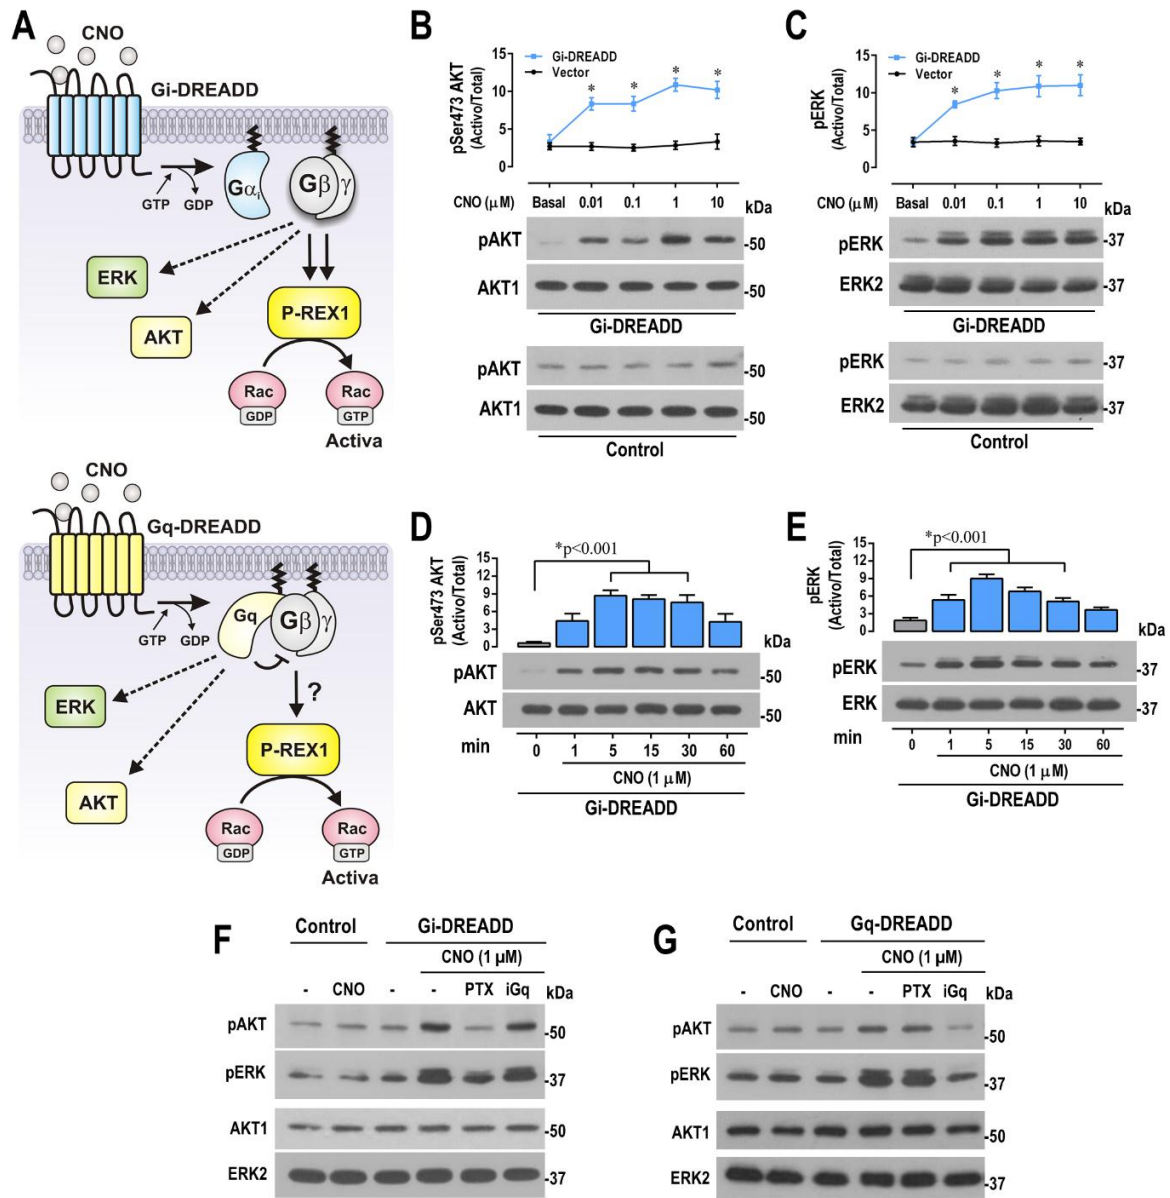 A
CNO
Gi-DREADD
GTP GDP
Gαi Gβ γ
ERK
AKT
P-REX1
Rac Rac
GDP GTP
Activa
CNO
Gq-DREADD
GTP GDP
Gq Gβ γ
ERK
?
P-REX1
AKT
Rac Rac
GDP GTP
Activa
B
pSer473 AKT
(Activo/Total)
15
10
5
0
Gi-DREADD
Vector
* * * *
CNO (μM) Basal 0.01 0.1 1 10 kDa
pAKT -50
AKT1 -50
Gi-DREADD
pAKT -50
AKT1 -50
Control
C
pERK
(Activo/Total)
15
10
5
0
Gi-DREADD
Vector
* * * *
CNO (μM) Basal 0.01 0.1 1 10 kDa
pERK -37
ERK2 -37
Gi-DREADD
pERK -37
ERK2 -37
Control
D
pSer473 AKT
(Activo/Total)
15
12
9
6
3
0
*p<0.001
kDa
pAKT -50
AKT -50
min 0 1 5 15 30 60
CNO (1 μM)
Gi-DREADD
E
pERK
(Activo/Total)
15
12
9
6
3
0
*p<0.001
kDa
pERK -37
ERK -37
min 0 1 5 15 30 60
CNO (1 μM)
Gi-DREADD
F
Control Gi-DREADD
CNO (1 μM)
- CNO - - PTX iGq kDa
pAKT -50
pERK -37
AKT1 -50
ERK2 -37
G
Control Gq-DREADD
CNO (1 μM)
- CNO - - PTX iGq kDa
pAKT -50
pERK -37
AKT1 -50
ERK2 -37